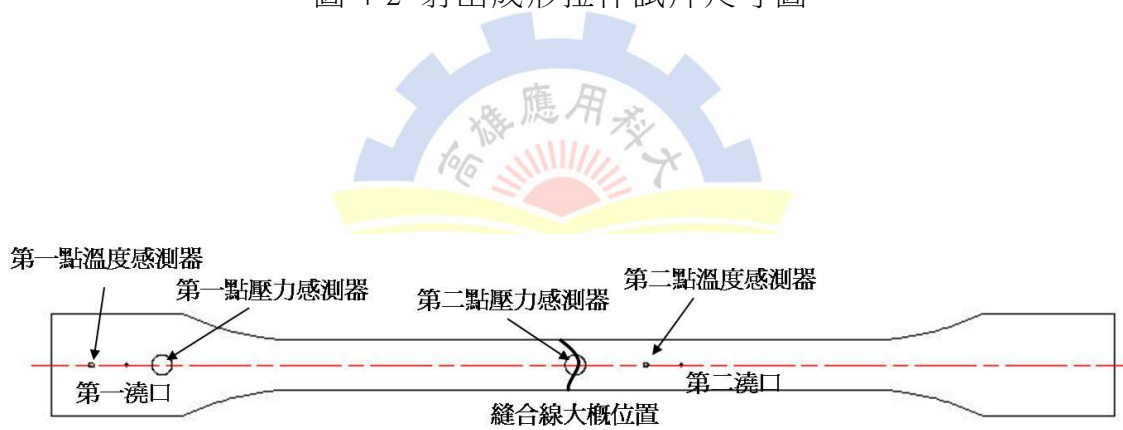 圖 4-2 射出成形拉伸試片尺寸圖
高雄應用科大
第一點溫度感測器
第一點壓力感測器
第二點壓力感測器
第二點溫度感測器
第一澆口
第二澆口
縫合線大概位置